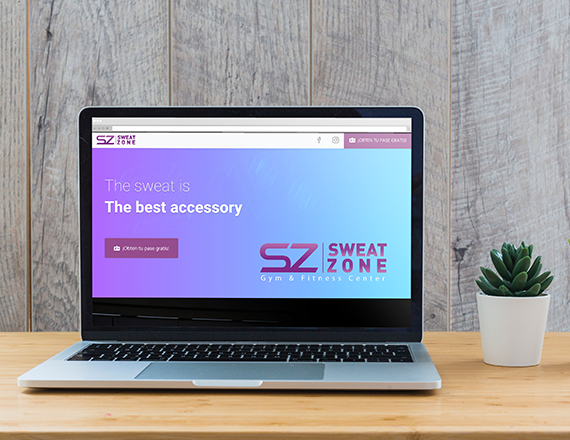 SZ SWEAT
ZONE
¡OBTEN TU PASE GRATIS!
The sweat is
The best accessory
¡Obten tu pase gratis!
SZ SWEAT
ZONE
Gym & Fitness Center